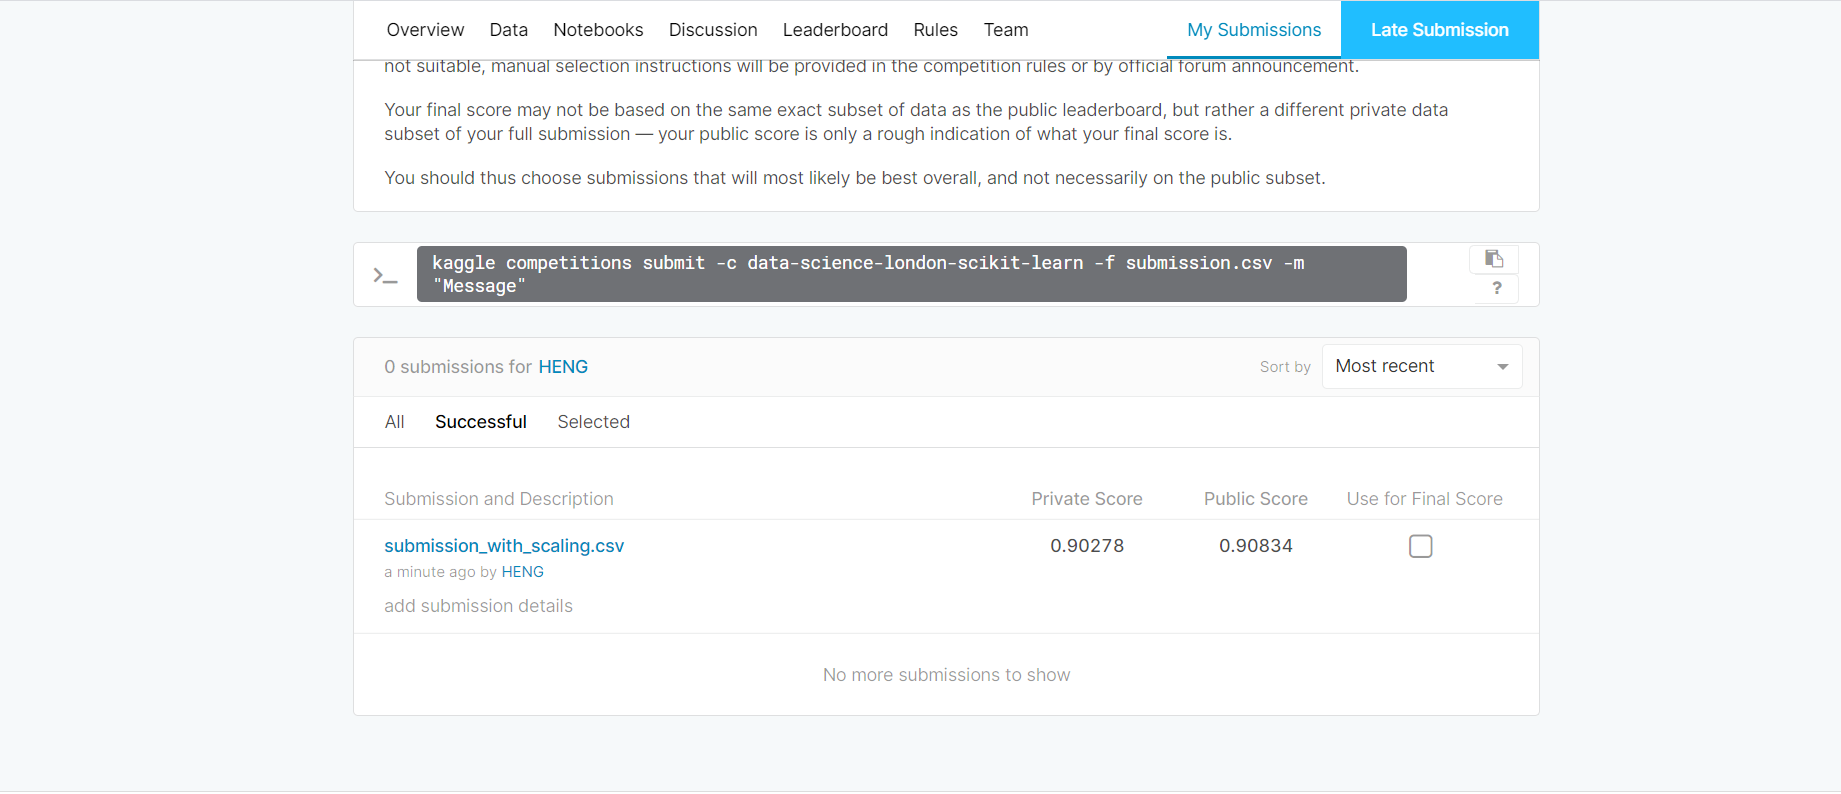 Overview Data Notebooks Discussion Leaderboard Rules Team My Submissions Late Submission
not suitable, manual selection instructions will be provided in the competition rules or by official forum announcement.
Your final score may not be based on the same exact subset of data as the public leaderboard, but rather a different private data
subset of your full submission — your public score is only a rough indication of what your final score is.
You should thus choose submissions that will most likely be best overall, and not necessarily on the public subset.
>_ kaggle competitions submit -c data-science-london-scikit-learn -f submission.csv -m
"Message"
?
0 submissions for HENG Sort by Most recent
All Successful Selected
Submission and Description Private Score Public Score Use for Final Score
submission_with_scaling.csv 0.90278 0.90834
a minute ago by HENG
add submission details
No more submissions to show